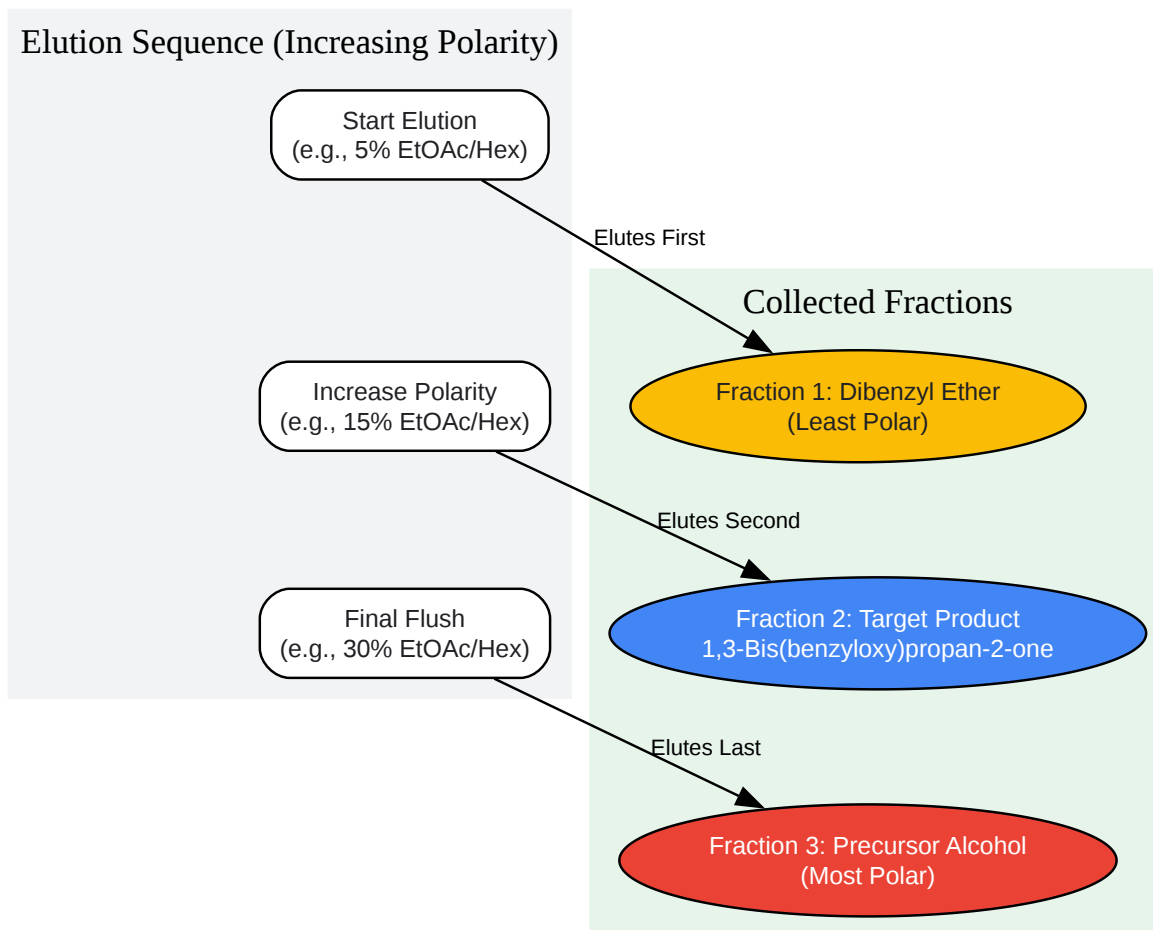 Elution Sequence (Increasing Polarity)
Start Elution
(e.g., 5% EtOAc/Hex)
Elutes First
Collected Fractions
Increase Polarity
(e.g., 15% EtOAc/Hex)
Fraction 1: Dibenzyl Ether
(Least Polar)
Elutes Second
Final Flush
(e.g., 30% EtOAc/Hex)
Fraction 2: Target Product
1,3-Bis(benzyloxy)propan-2-one
Elutes Last
Fraction 3: Precursor Alcohol
(Most Polar)